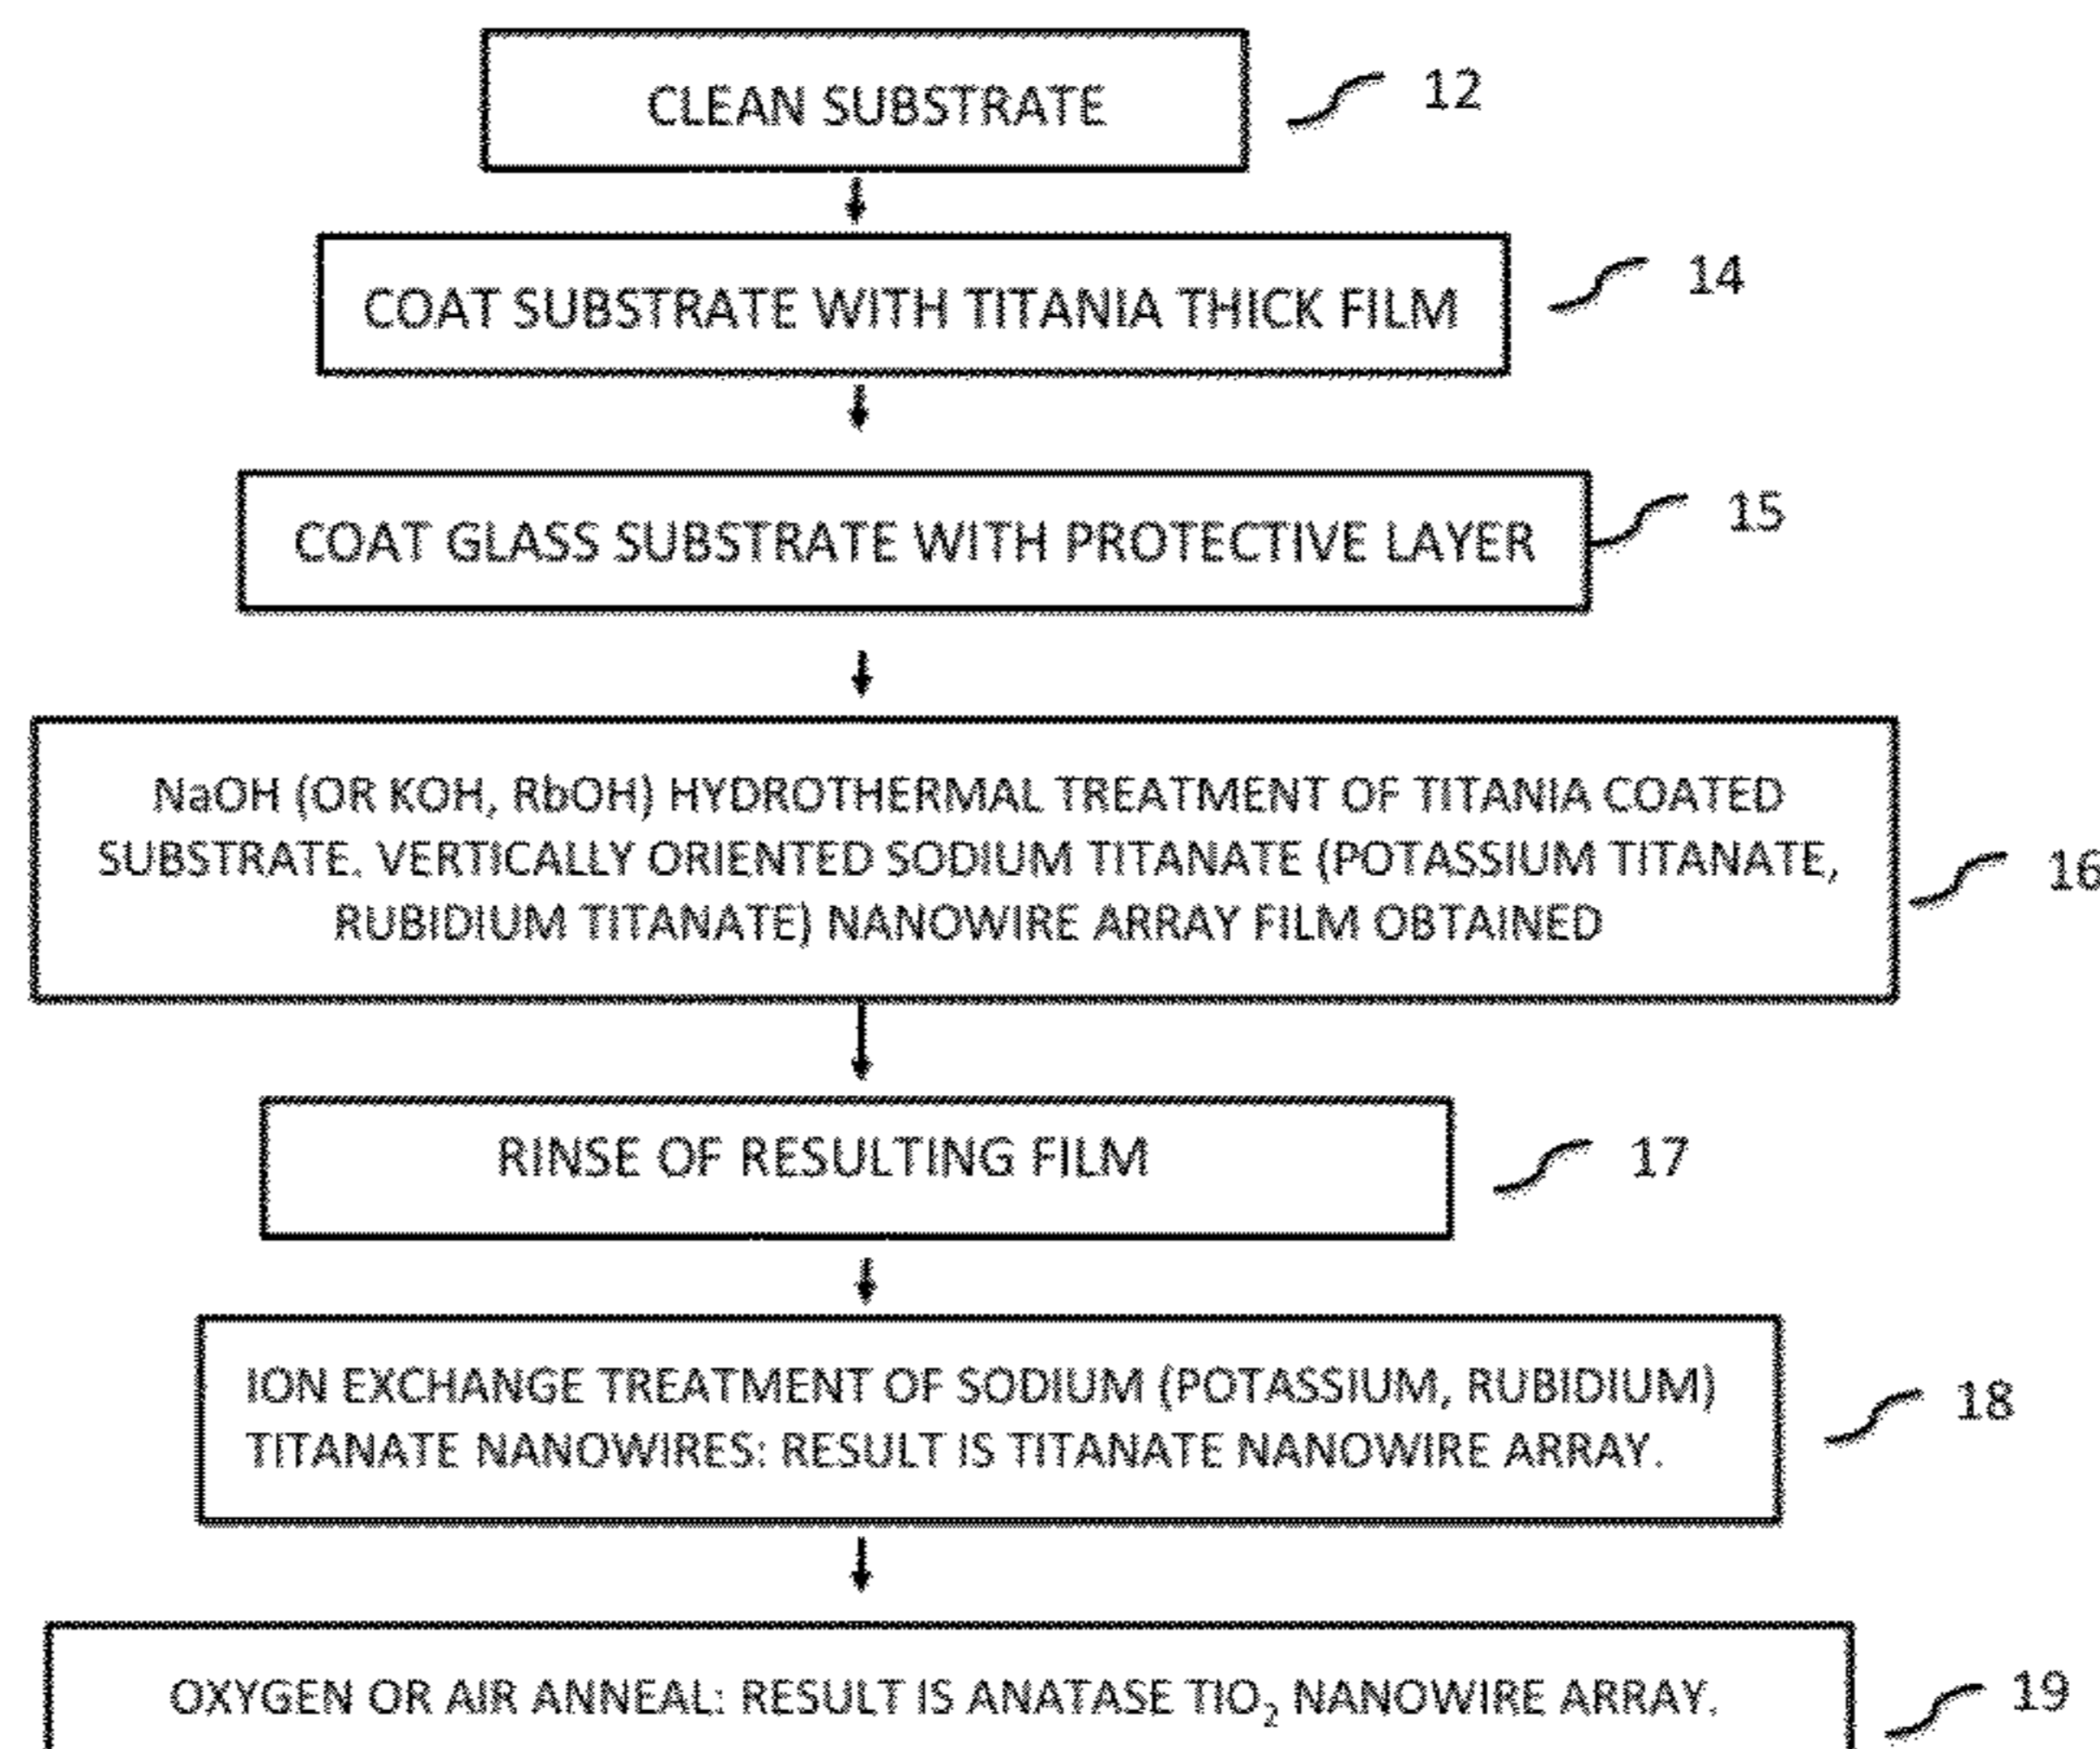 CLEAN SUBSTRATE
12
COAT SUBSTRATE WITH TITANIA THICK FILM
14
COAT GLASS SUBSTRATE WITH PROTECTIVE LAYER
15
NaOH (OR KOH, RbOH) HYDROTHERMAL TREATMENT OF TITANIA COATED
SUBSTRATE. VERTICALLY ORIENTED SODIUM TITANATE (POTASSIUM TITANATE,
RUBIDIUM TITANATE) NANOWIRE ARRAY FILM OBTAINED
16
RINSE OF RESULTING FILM
17
ION EXCHANGE TREATMENT OF SODIUM (POTASSIUM, RUBIDIUM)
TITANATE NANOWIRES: RESULT IS TITANATE NANOWIRE ARRAY.
18
OXYGEN OR AIR ANNEAL: RESULT IS ANATASE TIO₂ NANOWIRE ARRAY.
19